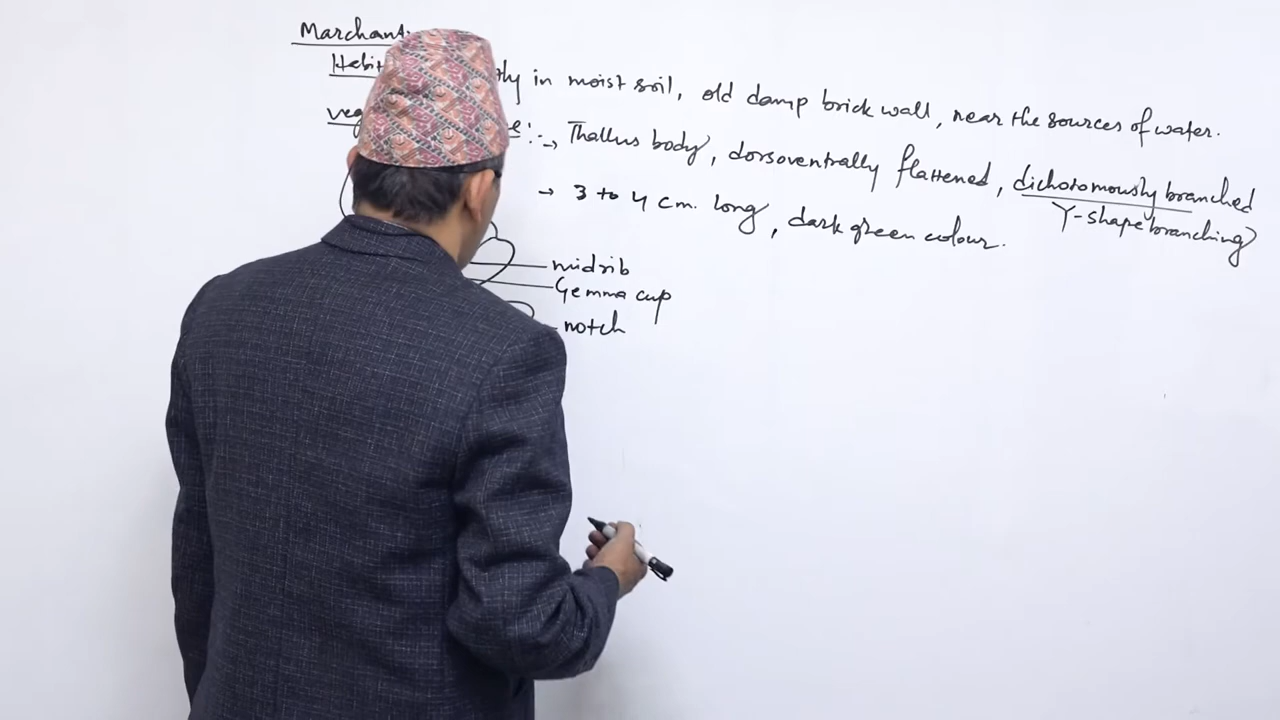 Marchant
Habit in moist soil, old damp brick wall, near the sources of water.
veg e:- → Thallus body, dorsoventrally flattened, dichotomously branched
Y-shape branching
→ 3 to 4 cm. long, dark green colour.
midrib
Gemma cup
notch